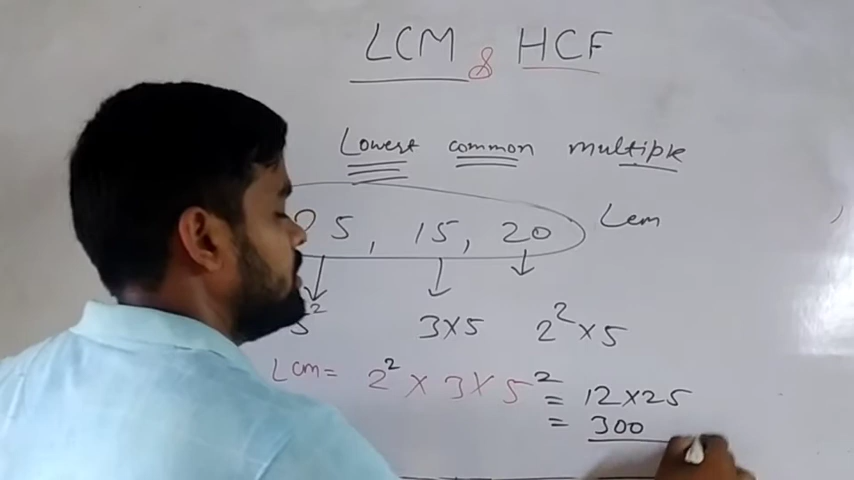 LCM & HCF
Lowest common multiple
25, 15, 20 Lcm
5² 3×5 2²×5
Lcm = 2² × 3 × 5² = 12×25
= 300